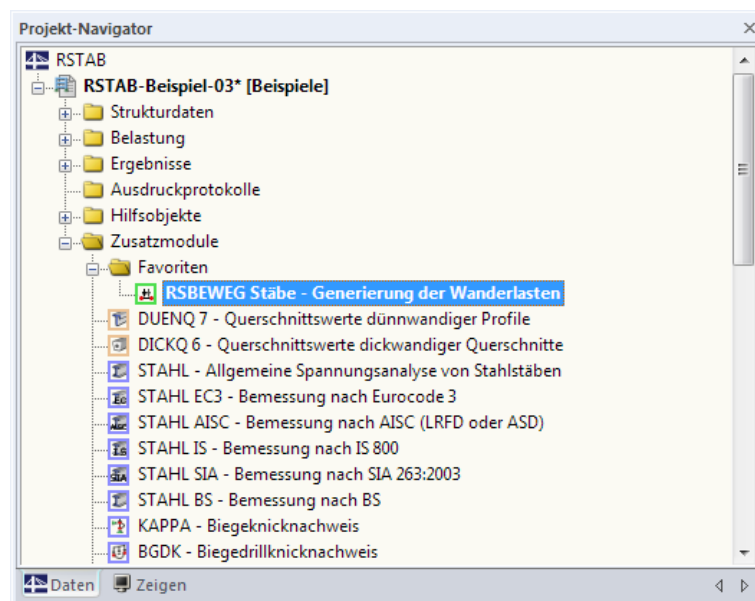 Projekt-Navigator
RSTAB
RSTAB-Beispiel-03* [Beispiele]
Strukturdaten
Belastung
Ergebnisse
Ausdruckprotokolle
Hilfsobjekte
Zusatzmodule
Favoriten
RSBEWEG Stäbe - Generierung der Wanderlasten
DUENQ 7 - Querschnittswerte dünnwandiger Profile
DICKQ 6 - Querschnittswerte dickwandiger Querschnitte
STAHL - Allgemeine Spannungsanalyse von Stahlstäben
STAHL EC3 - Bemessung nach Eurocode 3
STAHL AISC - Bemessung nach AISC (LRFD oder ASD)
STAHL IS - Bemessung nach IS 800
STAHL SIA - Bemessung nach SIA 263:2003
STAHL BS - Bemessung nach BS
KAPPA - Biegeknicknachweis
BGDK - Biegedrillknicknachweis
Daten Zeigen